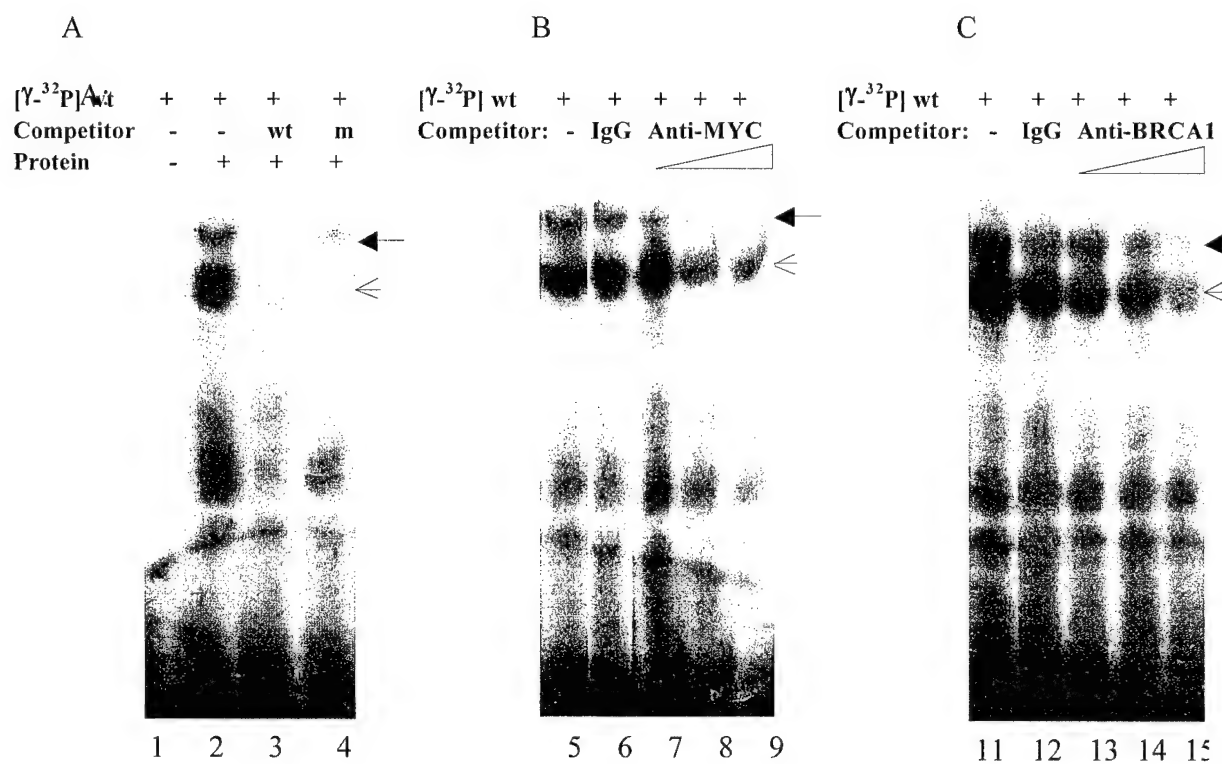 A B C
[γ-³²P]A. wt + + + +
Competitor - - wt m
Protein - + + +
[γ-³²P] wt + + + + +
Competitor: - IgG Anti-MYC
[γ-³²P] wt + + + + +
Competitor: - IgG Anti-BRCA1
1 2 3 4
5 6 7 8 9
11 12 13 14 15